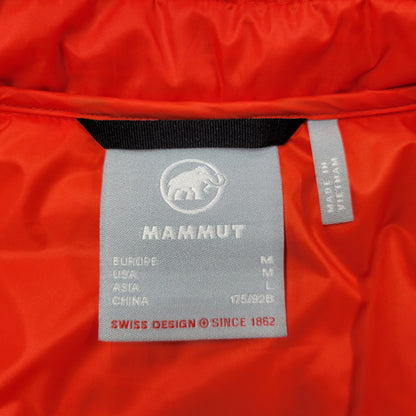 MAMMUT
EUROPE M
USA M
ASIA L
CHINA 175/92B
SWISS DESIGN SINCE 1862
MADE IN
VIETNAM